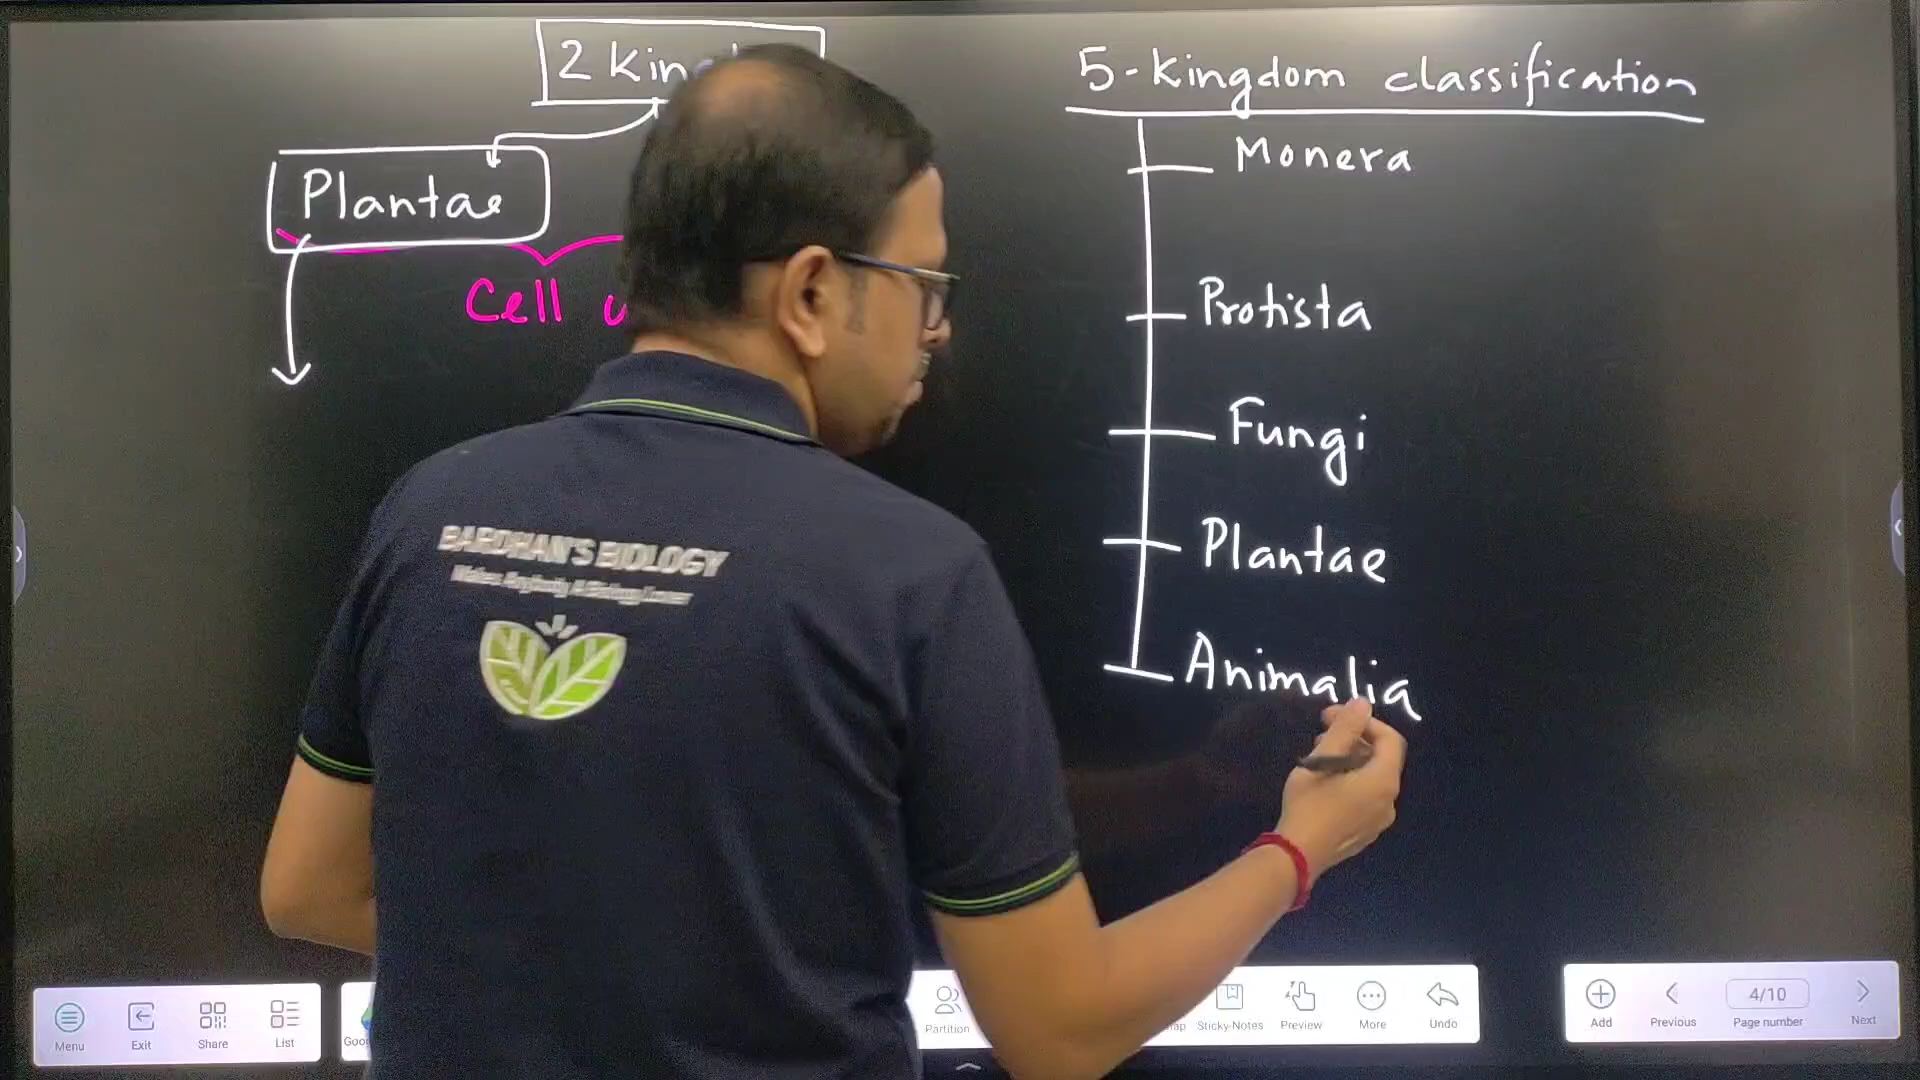 2 Kin
Plantae
Cell
5-Kingdom classification
Monera
Protista
Fungi
Plantae
Animalia
BARDHAN'S BIOLOGY
Menu
Exit
Share
List
Partition
Sticky-Notes
Preview
More
Undo
Add
Previous
4/10
Page number
Next